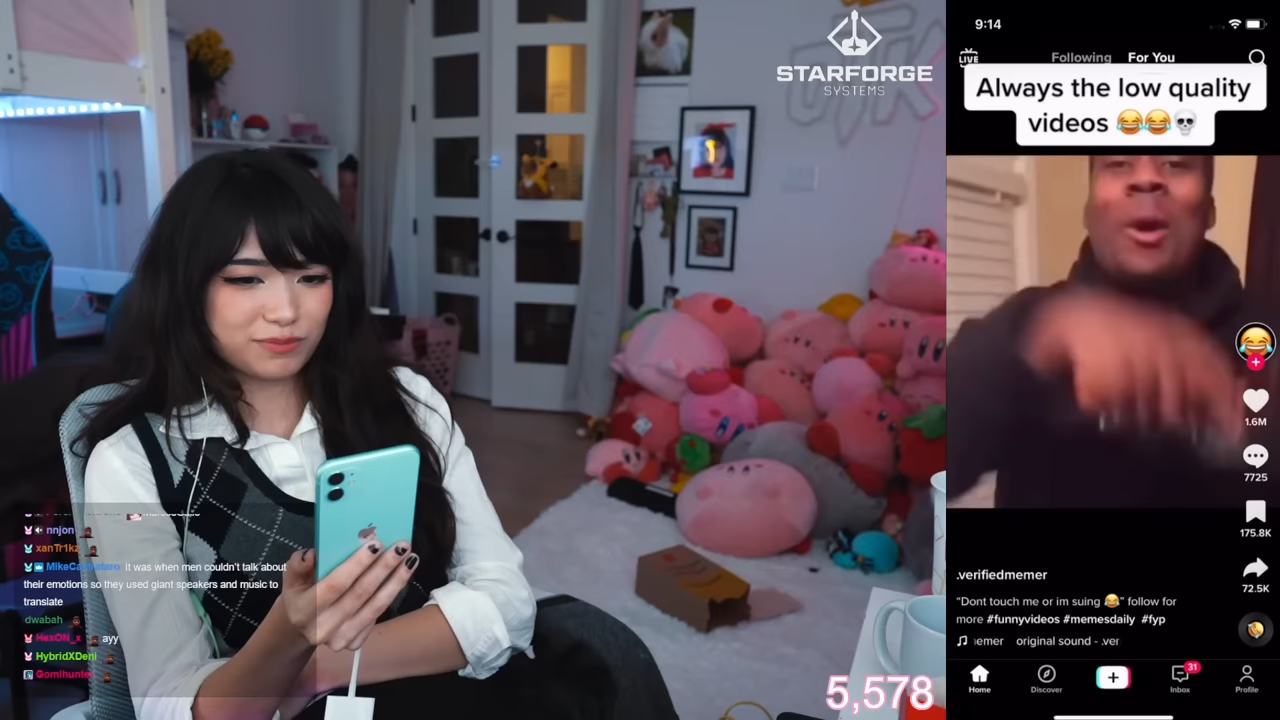 STARFORGE
SYSTEMS
nnjon
xanTr1kz
It was when men couldn't talk about
their emotions so they used giant speakers and music to
translate
dwabah
HexON_x ayy
HybridXDeni
Gomihunter
5,578
9:14
LIVE Following For You
Always the low quality
videos 😂😂💀
1.6M
7725
175.8K
72.5K
.verifiedmemer
"Dont touch me or im suing 😂" follow for
more #funnyvideos #memesdaily #fyp
emer original sound - .ver
31
Home Discover Inbox Profile